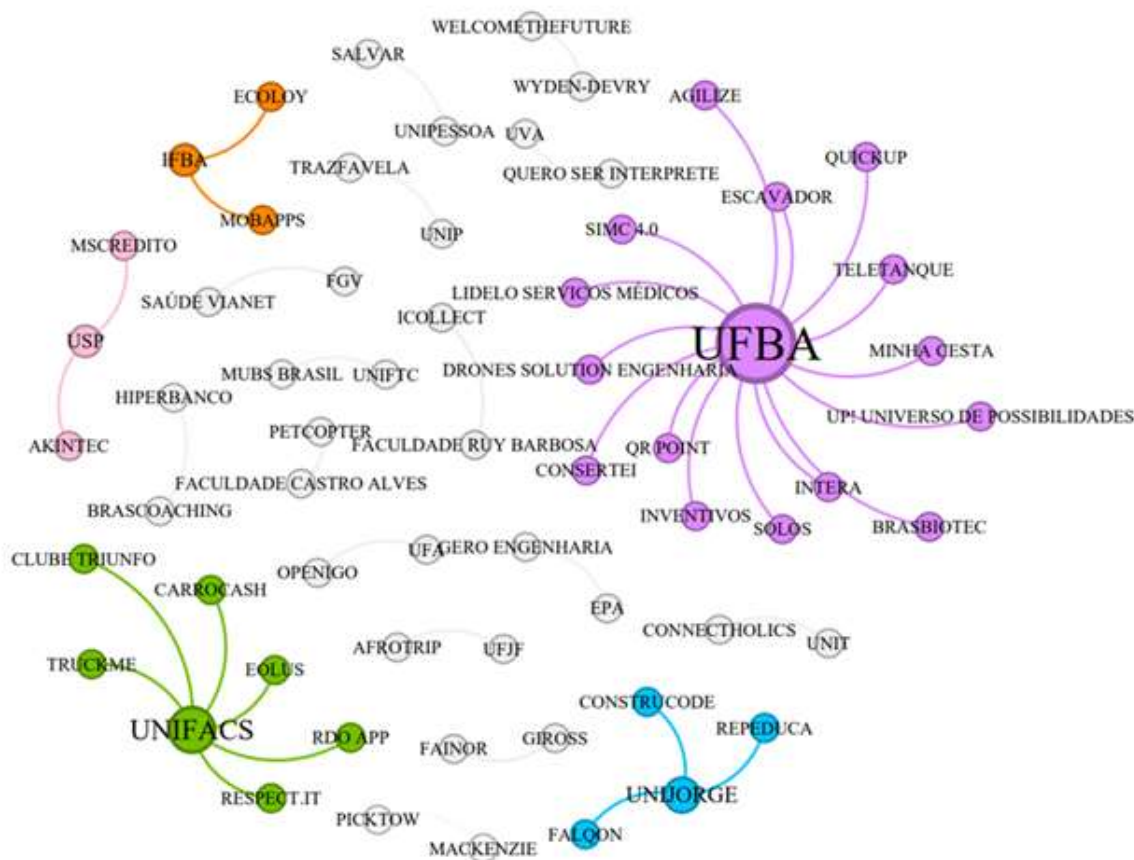 WELCOMETHEFUTURE
SALVAR
WYDEN-DEVRY
ECOLOY
AGILIZE
UNIPESSOA
UVA
IFBA
TRAZFAVELA
QUERO SER INTERPRETE
QUICKUP
ESCAVADOR
MOBAPPS
SIMC 4.0
UNIP
MSCREDITO
TELETANQUE
FGV
SAÚDE VIANET
LIDELO SERVICOS MÉDICOS
ICOLLECT
USP
UFBA
MINHA CESTA
MUBS BRASIL
UNIFTC
DRONES SOLUTION ENGENHARIA
HIPERBANCO
UP! UNIVERSO DE POSSIBILIDADES
PETCOPTER
AKINTEC
FACULDADE RUY BARBOSA
QR POINT
CONSERTEI
FACULDADE CASTRO ALVES
INTERA
BRASCOACHING
INVENTIVOS
SOLOS
BRASBIOTEC
CLUBE TRIUNFO
UFA
GERO ENGENHARIA
OPENIGO
CARROCASH
EPA
CONNECTHOLICS
UNIT
AFROTRIP
UFJF
TRUCKME
EOLUS
CONSTRUCODE
REPEDUCA
UNIFACS
RDO APP
FAINOR
GIROSS
RESPECT.IT
UNIJORGE
PICKTOW
FALQON
MACKENZIE